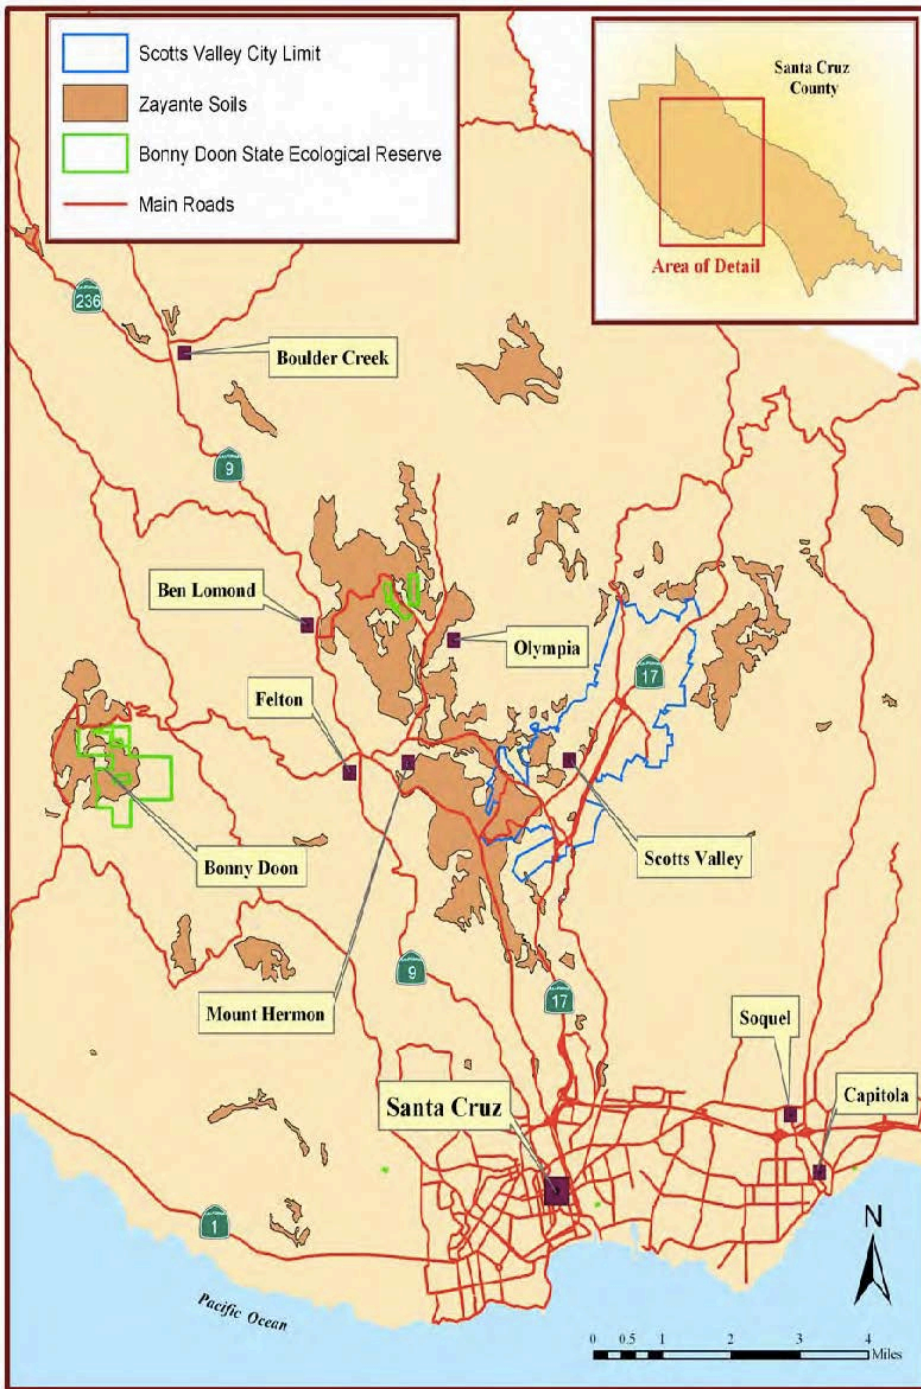 Scotts Valley City Limit
Zayante Soils
Bonny Doon State Ecological Reserve
Main Roads
Santa Cruz
County
Area of Detail
236
Boulder Creek
9
Ben Lomond
Olympia
17
Felton
Bonny Doon
Scotts Valley
9
Mount Hermon
17
Soquel
Santa Cruz
Capitola
1
N
Pacific Ocean
0 0.5 1 2 3 4
Miles